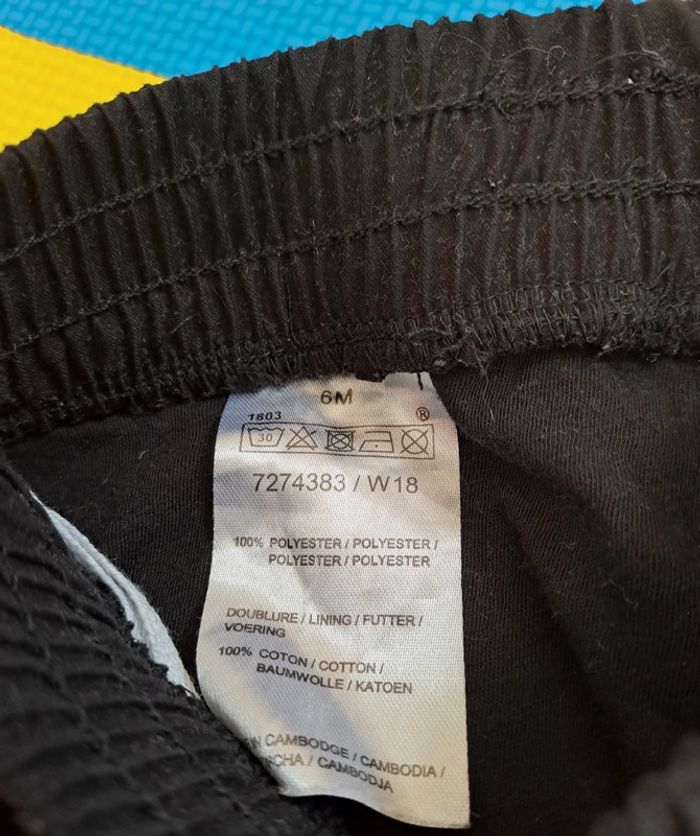 6M
1803 ®
30
7274383 / W18
100% POLYESTER / POLYESTER /
POLYESTER / POLYESTER
DOUBLURE / LINING / FUTTER /
VOERING
100% COTON / COTTON /
BAUMWOLLE / KATOEN
CAMBODGE / CAMBODIA /
CAMBODJA